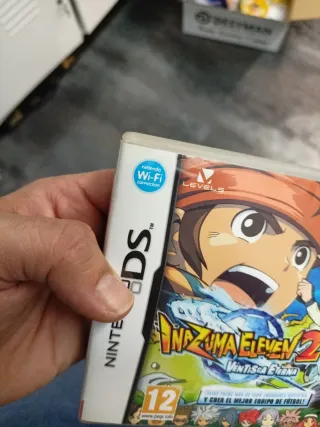 Nintendo
Wi-Fi
connection
LEVEL5
NINTENDO DS™
INAZUMA ELEVEN 2
VENTISCA ETERNA
Y CREA EL MEJOR EQUIPO DE FÚTBOL!
12
www.pegi.info